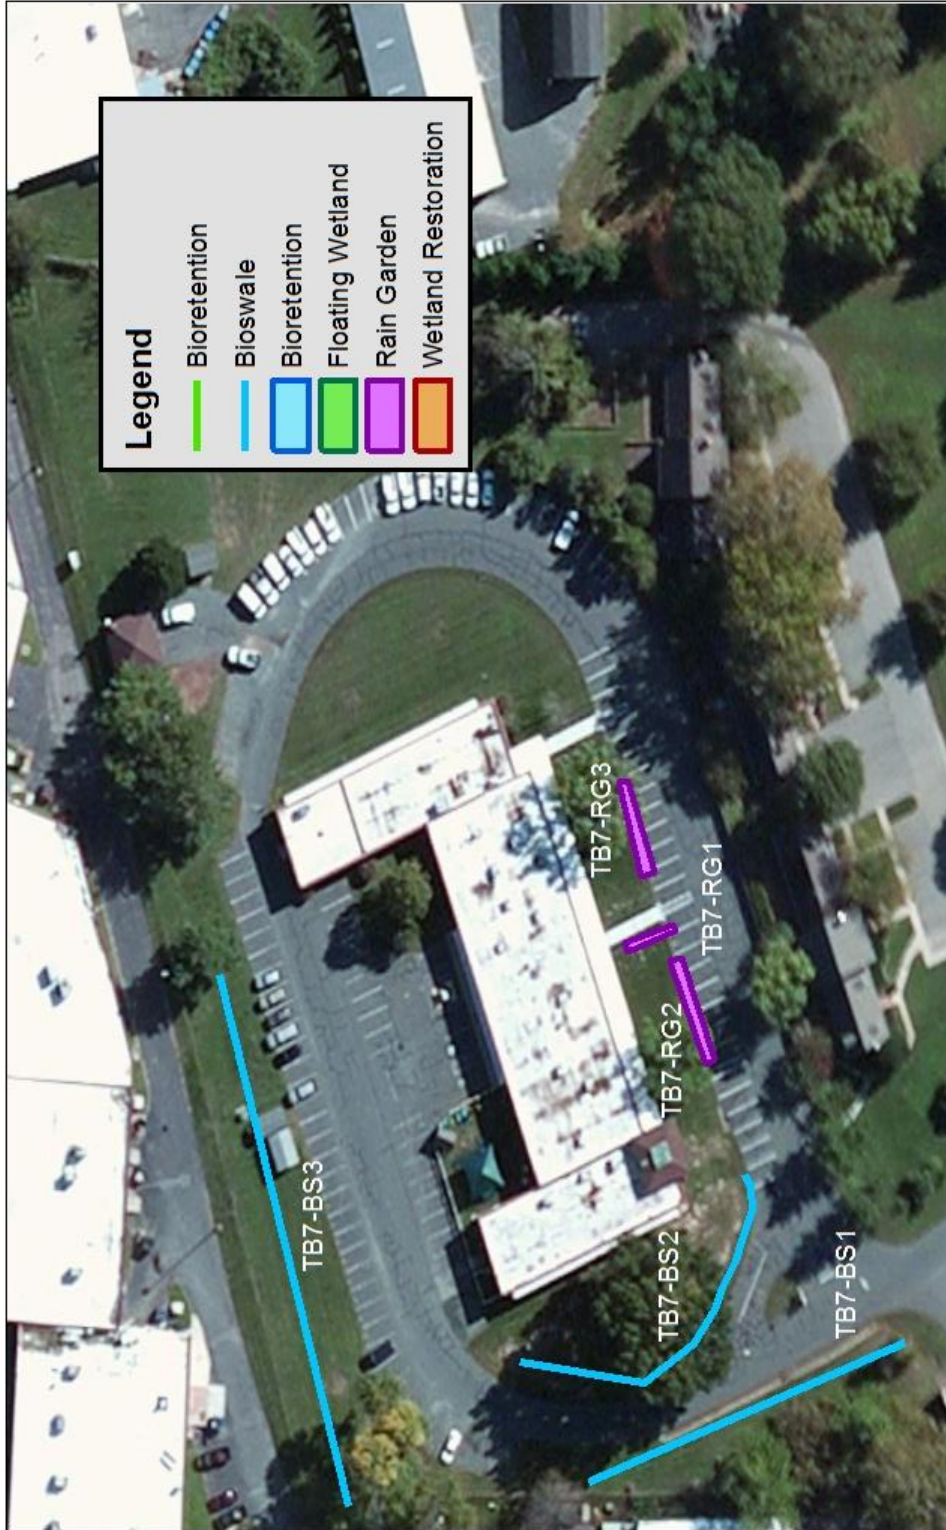 Legend
Bioretention
Bioswale
Bioretention
Floating Wetland
Rain Garden
Wetland Restoration
TB7-BS3
TB7-BS2
TB7-BS1
TB7-RG2
TB7-RG1
TB7-RG3